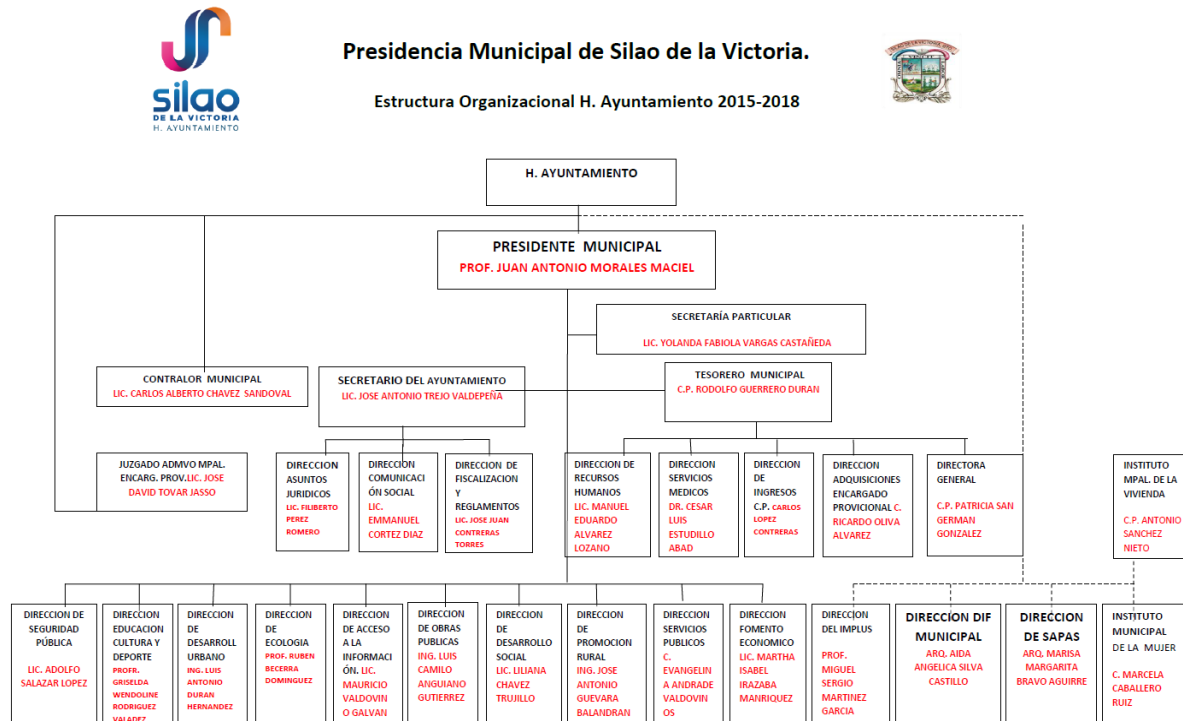 silao
DE LA VICTORIA
H. AYUNTAMIENTO
Presidencia Municipal de Silao de la Victoria.
Estructura Organizacional H. Ayuntamiento 2015-2018
H. AYUNTAMIENTO
PRESIDENTE MUNICIPAL
PROF. JUAN ANTONIO MORALES MACIEL
SECRETARÍA PARTICULAR
LIC. YOLANDA FABIOLA VARGAS CASTAÑEDA
CONTRALOR MUNICIPAL
LIC. CARLOS ALBERTO CHAVEZ SANDOVAL
SECRETARIO DEL AYUNTAMIENTO
LIC. JOSE ANTONIO TREJO VALDEPEÑA
TESORERO MUNICIPAL
C.P. RODOLFO GUERRERO DURAN
JUZGADO ADMVO MPAL.
ENCARG. PROV.LIC. JOSE
DAVID TOVAR JASSO
DIRECCION
ASUNTOS
JURIDICOS
LIC. FILIBERTO
PEREZ
ROMERO
DIRECCION
COMUNICACI
ÓN SOCIAL
LIC.
EMMANUEL
CORTEZ DIAZ
DIRECCION DE
FISCALIZACION
Y
REGLAMENTOS
LIC. JOSE JUAN
CONTRERAS
TORRES
DIRECCION DE
RECURSOS
HUMANOS
LIC. MANUEL
EDUARDO
ALVAREZ
LOZANO
DIRECCION
SERVICIOS
MEDICOS
DR. CESAR
LUIS
ESTUDILLO
ABAD
DIRECCION
DE
INGRESOS
C.P. CARLOS
LOPEZ
CONTRERAS
DIRECCION
ADQUISICIONES
ENCARGADO
PROVICIONAL C.
RICARDO OLIVA
ALVAREZ
DIRECTORA
GENERAL
C.P. PATRICIA SAN
GERMAN
GONZALEZ
INSTITUTO
MPAL. DE LA
VIVIENDA
C.P. ANTONIO
SANCHEZ
NIETO
DIRECCION DE
SEGURIDAD
PÚBLICA
LIC. ADOLFO
SALAZAR LOPEZ
DIRECCION
EDUCACION
CULTURA Y
DEPORTE
PROFR.
GRISELDA
WENDOLINE
RODRIGUEZ
VALADEZ
DIRECCION
DE
DESARROLL
URBANO
ING. LUIS
ANTONIO
DURAN
HERNANDEZ
DIRECCION
DE
ECOLOGIA
PROF. RUBEN
BECERRA
DOMINGUEZ
DIRECCION
DE ACCESO
A LA
INFORMACI
ÓN. LIC.
MAURICIO
VALDOVIN
O GALVAN
DIRECCION
DE OBRAS
PUBLICAS
ING. LUIS
CAMILO
ANGUIANO
GUTIERREZ
DIRECCION
DE
DESARROLLO
SOCIAL
LIC. LILIANA
CHAVEZ
TRUJILLO
DIRECCION
DE
PROMOCION
RURAL
ING. JOSE
ANTONIO
GUEVARA
BALANDRAN
DIRECCION
SERVICIOS
PUBLICOS
C.
EVANGELIN
A ANDRADE
VALDOVIN
OS
DIRECCION
FOMENTO
ECONOMICO
LIC. MARTHA
ISABEL
IRAZABA
MANRIQUEZ
DIRECCION
DEL IMPLUS
PROF.
MIGUEL
SERGIO
MARTINEZ
GARCIA
DIRECCION DIF
MUNICIPAL
ARQ. AIDA
ANGELICA SILVA
CASTILLO
DIRECCION
DE SAPAS
ARQ. MARISA
MARGARITA
BRAVO AGUIRRE
INSTITUTO
MUNICIPAL
DE LA MUJER
C. MARCELA
CABALLERO
RUIZ